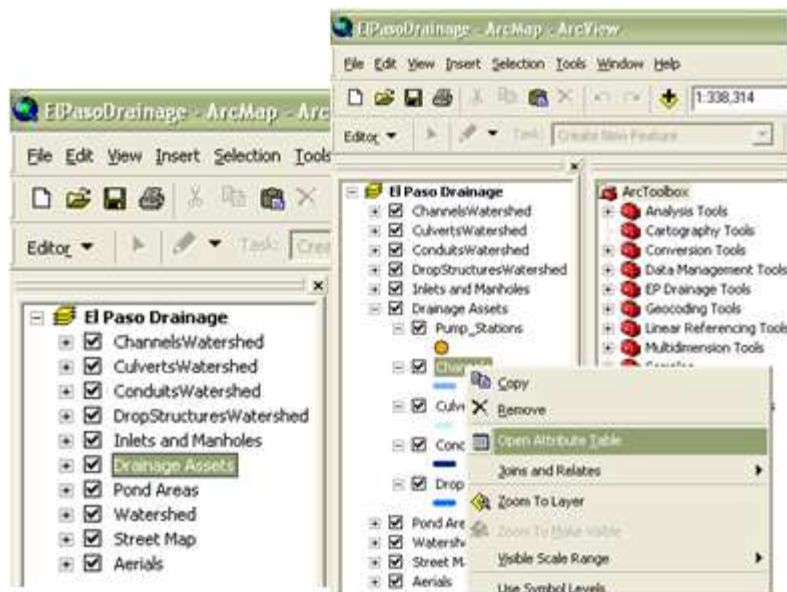 ElPasoDrainage - ArcMap - Arc
File Edit View Insert Selection Tools
Editor Task: Crea
El Paso Drainage
ChannelsWatershed
CulvertsWatershed
ConduitsWatershed
DropStructuresWatershed
Inlets and Manholes
Drainage Assets
Pond Areas
Watershed
Street Map
Aerials
ElPasoDrainage - ArcMap - ArcView
File Edit View Insert Selection Tools Window Help
1:338,314
Editor Task: Create New Feature
El Paso Drainage
ChannelsWatershed
CulvertsWatershed
ConduitsWatershed
DropStructuresWatershed
Inlets and Manholes
Drainage Assets
Pump_Stations
Channels
Culve
Cond
Drop
Pond Are
Watersh
Street M
Aerials
ArcToolbox
Analysis Tools
Cartography Tools
Conversion Tools
Data Management Tools
EP Drainage Tools
Geocoding Tools
Linear Referencing Tools
Multidimension Tools
Copy
Remove
Open Attribute Table
Joins and Relates
Zoom To Layer
Zoom To Make Visible
Visible Scale Range
Use Symbol Levels